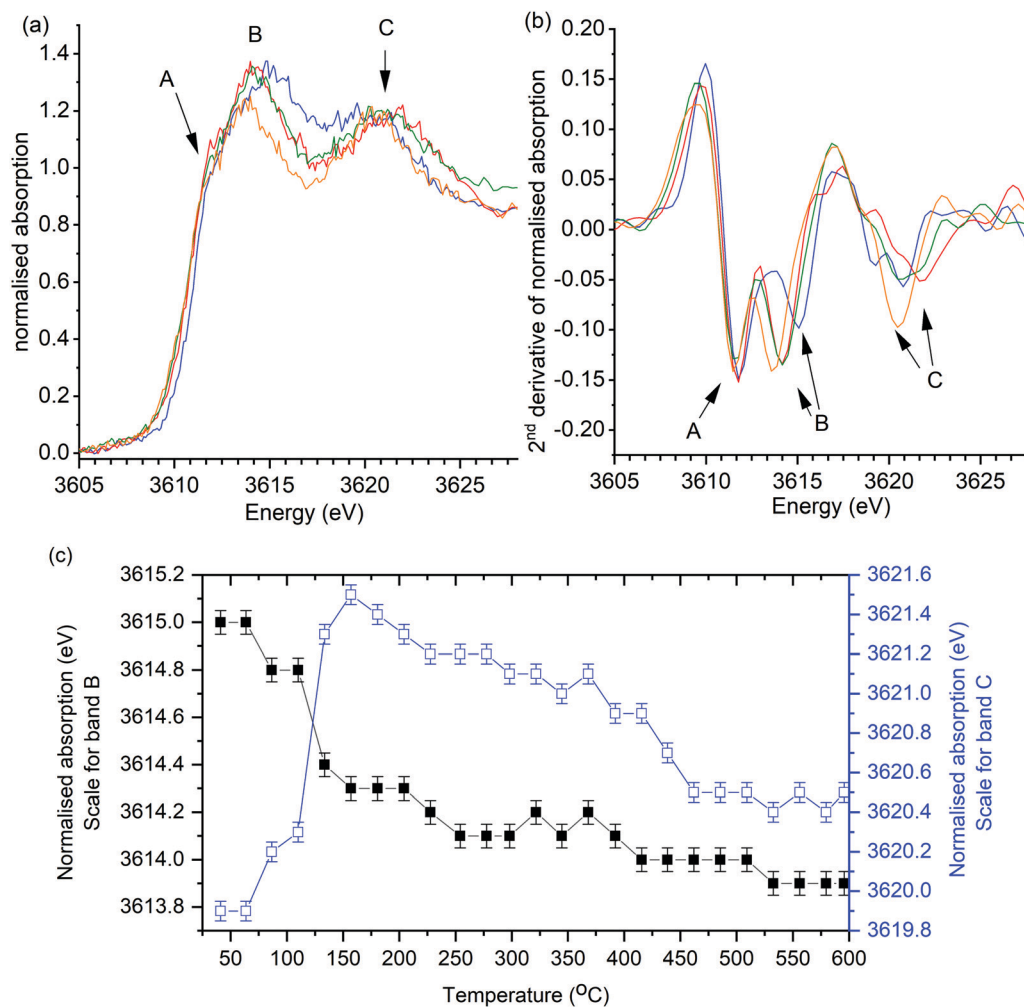 (a)
A
B
C
1.4
1.2
1.0
0.8
0.6
0.4
0.2
0.0
normalised absorption
3605
3610
3615
3620
3625
Energy (eV)
(b)
0.20
0.15
0.10
0.05
0.00
-0.05
-0.10
-0.15
-0.20
2nd derivative of normalised absorption
A
B
C
3605
3610
3615
3620
3625
Energy (eV)
(c)
3615.2
3615.0
3614.8
3614.6
3614.4
3614.2
3614.0
3613.8
Normalised absorption (eV)
Scale for band B
3621.6
3621.4
3621.2
3621.0
3620.8
3620.6
3620.4
3620.2
3620.0
3619.8
Normalised absorption (eV)
Scale for band C
50 100 150 200 250 300 350 400 450 500 550 600
Temperature (OC)